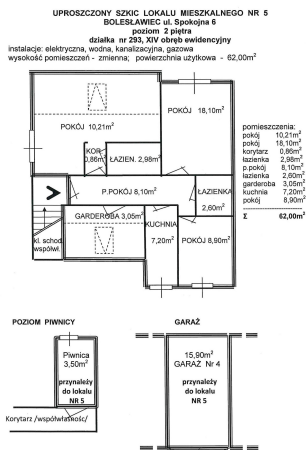 UPROSZCZONY SZKIC LOKALU MIESZKALNEGO NR 5
BOLESŁAWIEC ul. Spokojna 6
poziom 2 piętra
działka nr 293, XIV obręb ewidencyjny
instalacje: elektryczna, wodna, kanalizacyjna, gazowa
wysokość pomieszczeń - zmienna; powierzchnia użytkowa - 62,00m²
POKÓJ 18,10m²
POKÓJ 10,21m²
KOR.
0,86m²
ŁAZIEN. 2,98m²
P.POKÓJ 8,10m²
ŁAZIENKA
2,60m²
GARDEROBA 3,05m²
KUCHNIA
7,20m²
POKÓJ 8,90m²
kl. schod.
współwł.
pomieszczenia:
pokój 10,21m²
pokój 18,10m²
korytarz 0,86m²
łazienka 2,98m²
p.pokój 8,10m²
łazienka 2,60m²
garderoba 3,05m²
kuchnia 7,20m²
pokój 8,90m²
Σ 62,00m²
POZIOM PIWNICY
GARAŻ
Piwnica
3,50m²
przynależy
do lokalu
NR 5
Korytarz /współwłasność/
15,90m²
GARAŻ Nr 4
przynależy
do lokalu
NR 5